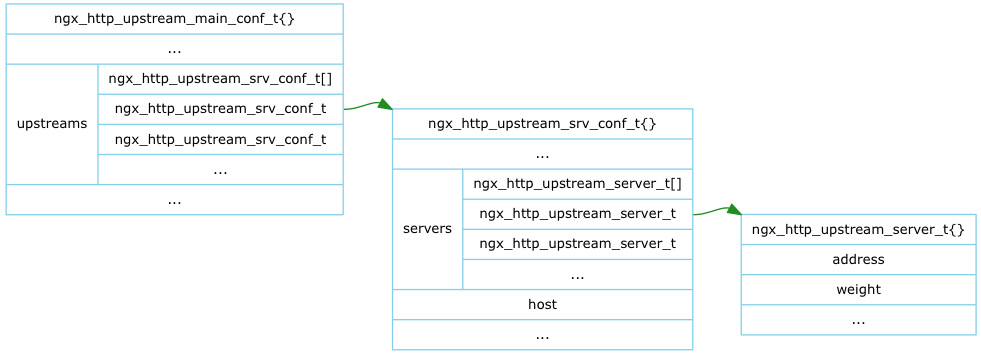 ngx_http_upstream_main_conf_t{}
...
upstreams
ngx_http_upstream_srv_conf_t[]
ngx_http_upstream_srv_conf_t
ngx_http_upstream_srv_conf_t
...
...
ngx_http_upstream_srv_conf_t{}
...
servers
ngx_http_upstream_server_t[]
ngx_http_upstream_server_t
ngx_http_upstream_server_t
...
host
...
ngx_http_upstream_server_t{}
address
weight
...